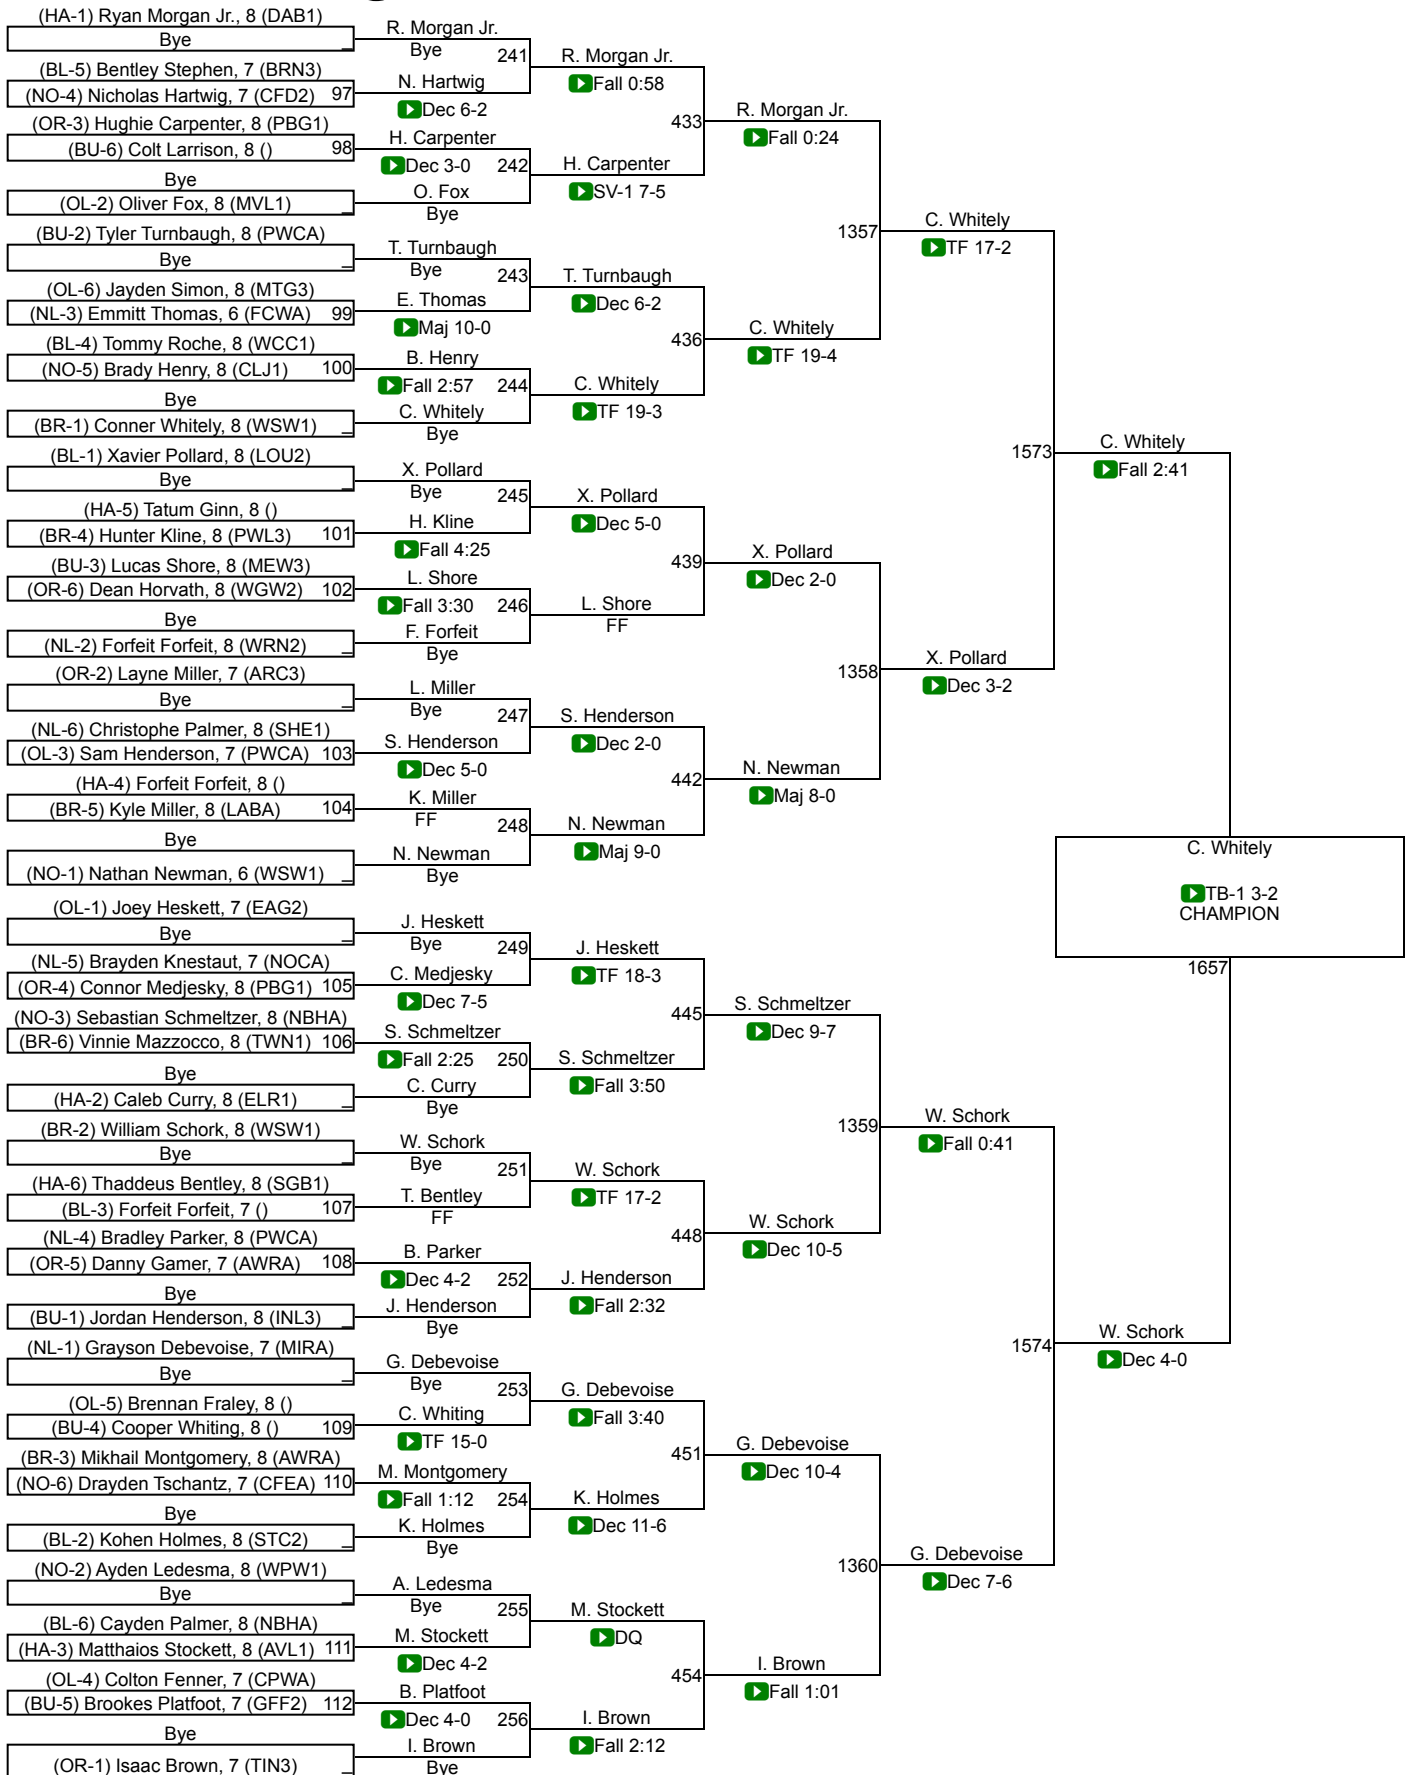 (HA-1) Ryan Morgan Jr., 8 (DAB1)
Bye _
(BL-5) Bentley Stephen, 7 (BRN3)
(NO-4) Nicholas Hartwig, 7 (CFD2) 97
(OR-3) Hughie Carpenter, 8 (PBG1)
(BU-6) Colt Larrison, 8 () 98
Bye
(OL-2) Oliver Fox, 8 (MVL1) _
(BU-2) Tyler Turnbaugh, 8 (PWCA)
Bye _
(OL-6) Jayden Simon, 8 (MTG3)
(NL-3) Emmitt Thomas, 6 (FCWA) 99
(BL-4) Tommy Roche, 8 (WCC1)
(NO-5) Brady Henry, 8 (CLJ1) 100
Bye
(BR-1) Conner Whitely, 8 (WSW1) _
(BL-1) Xavier Pollard, 8 (LOU2)
Bye _
(HA-5) Tatum Ginn, 8 ()
(BR-4) Hunter Kline, 8 (PWL3) 101
(BU-3) Lucas Shore, 8 (MEW3)
(OR-6) Dean Horvath, 8 (WGW2) 102
Bye
(NL-2) Forfeit Forfeit, 8 (WRN2) _
(OR-2) Layne Miller, 7 (ARC3)
Bye _
(NL-6) Christophe Palmer, 8 (SHE1)
(OL-3) Sam Henderson, 7 (PWCA) 103
(HA-4) Forfeit Forfeit, 8 ()
(BR-5) Kyle Miller, 8 (LABA) 104
Bye
(NO-1) Nathan Newman, 6 (WSW1) _
(OL-1) Joey Heskett, 7 (EAG2)
Bye _
(NL-5) Brayden Knestaut, 7 (NOCA)
(OR-4) Connor Medjesky, 8 (PBG1) 105
(NO-3) Sebastian Schmeltzer, 8 (NBHA)
(BR-6) Vinnie Mazzocco, 8 (TWN1) 106
Bye
(HA-2) Caleb Curry, 8 (ELR1) _
(BR-2) William Schork, 8 (WSW1)
Bye _
(HA-6) Thaddeus Bentley, 8 (SGB1)
(BL-3) Forfeit Forfeit, 7 () 107
(NL-4) Bradley Parker, 8 (PWCA)
(OR-5) Danny Gamer, 7 (AWRA) 108
Bye
(BU-1) Jordan Henderson, 8 (INL3) _
(NL-1) Grayson Debevoise, 7 (MIRA)
Bye _
(OL-5) Brennan Fraley, 8 ()
(BU-4) Cooper Whiting, 8 () 109
(BR-3) Mikhail Montgomery, 8 (AWRA)
(NO-6) Drayden Tschantz, 7 (CFEA) 110
Bye
(BL-2) Kohen Holmes, 8 (STC2) _
(NO-2) Ayden Ledesma, 8 (WPW1)
Bye _
(BL-6) Cayden Palmer, 8 (NBHA)
(HA-3) Matthaios Stockett, 8 (AVL1) 111
(OL-4) Colton Fenner, 7 (CPWA)
(BU-5) Brookes Platfoot, 7 (GFF2) 112
Bye
(OR-1) Isaac Brown, 7 (TIN3) _
R. Morgan Jr.
Bye 241
N. Hartwig
Dec 6-2
H. Carpenter
Dec 3-0 242
O. Fox
Bye
T. Turnbaugh
Bye 243
E. Thomas
Maj 10-0
B. Henry
Fall 2:57 244
C. Whitely
Bye
X. Pollard
Bye 245
H. Kline
Fall 4:25
L. Shore
Fall 3:30 246
F. Forfeit
Bye
L. Miller
Bye 247
S. Henderson
Dec 5-0
K. Miller
FF 248
N. Newman
Bye
J. Heskett
Bye 249
C. Medjesky
Dec 7-5
S. Schmeltzer
Fall 2:25 250
C. Curry
Bye
W. Schork
Bye 251
T. Bentley
FF
B. Parker
Dec 4-2 252
J. Henderson
Bye
G. Debevoise
Bye 253
C. Whiting
TF 15-0
M. Montgomery
Fall 1:12 254
K. Holmes
Bye
A. Ledesma
Bye 255
M. Stockett
Dec 4-2
B. Platfoot
Dec 4-0 256
I. Brown
Bye
R. Morgan Jr.
Fall 0:58
433
H. Carpenter
SV-1 7-5
T. Turnbaugh
Dec 6-2
436
C. Whitely
TF 19-3
X. Pollard
Dec 5-0
439
L. Shore
FF
S. Henderson
Dec 2-0
442
N. Newman
Maj 9-0
J. Heskett
TF 18-3
445
S. Schmeltzer
Fall 3:50
W. Schork
TF 17-2
448
J. Henderson
Fall 2:32
G. Debevoise
Fall 3:40
451
K. Holmes
Dec 11-6
M. Stockett
DQ
454
I. Brown
Fall 2:12
R. Morgan Jr.
Fall 0:24
1357
C. Whitely
TF 19-4
X. Pollard
Dec 2-0
1358
N. Newman
Maj 8-0
S. Schmeltzer
Dec 9-7
1359
W. Schork
Dec 10-5
G. Debevoise
Dec 10-4
1360
I. Brown
Fall 1:01
C. Whitely
TF 17-2
1573
X. Pollard
Dec 3-2
W. Schork
Fall 0:41
1574
G. Debevoise
Dec 7-6
C. Whitely
Fall 2:41
W. Schork
Dec 4-0
C. Whitely
TB-1 3-2
CHAMPION
1657